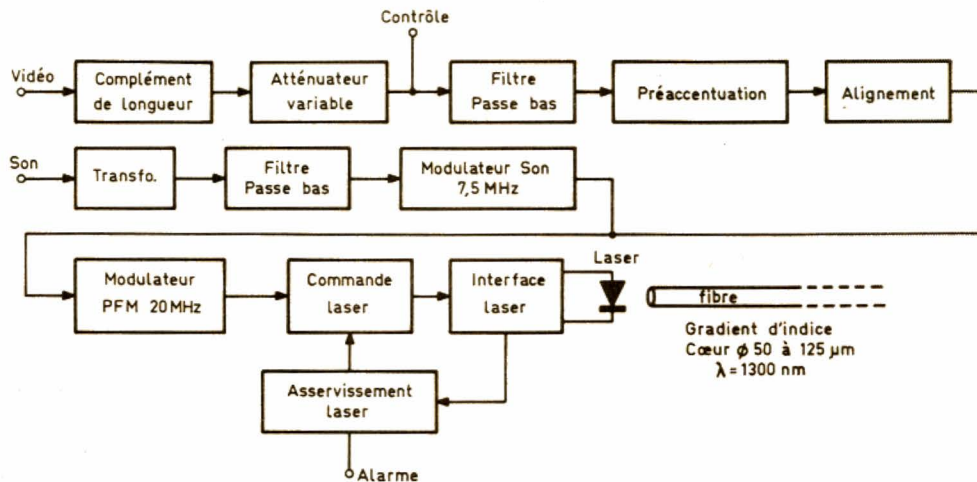 Contrôle
Vidéo
Complément
de longueur
Atténuateur
variable
Filtre
Passe bas
Préaccentuation
Alignement
Son
Transfo.
Filtre
Passe bas
Modulateur Son
7,5 MHz
Modulateur
PFM 20 MHz
Commande
laser
Interface
laser
Laser
fibre
Gradient d'indice
Cœur ϕ 50 à 125 µm
λ = 1300 nm
Asservissement
laser
Alarme